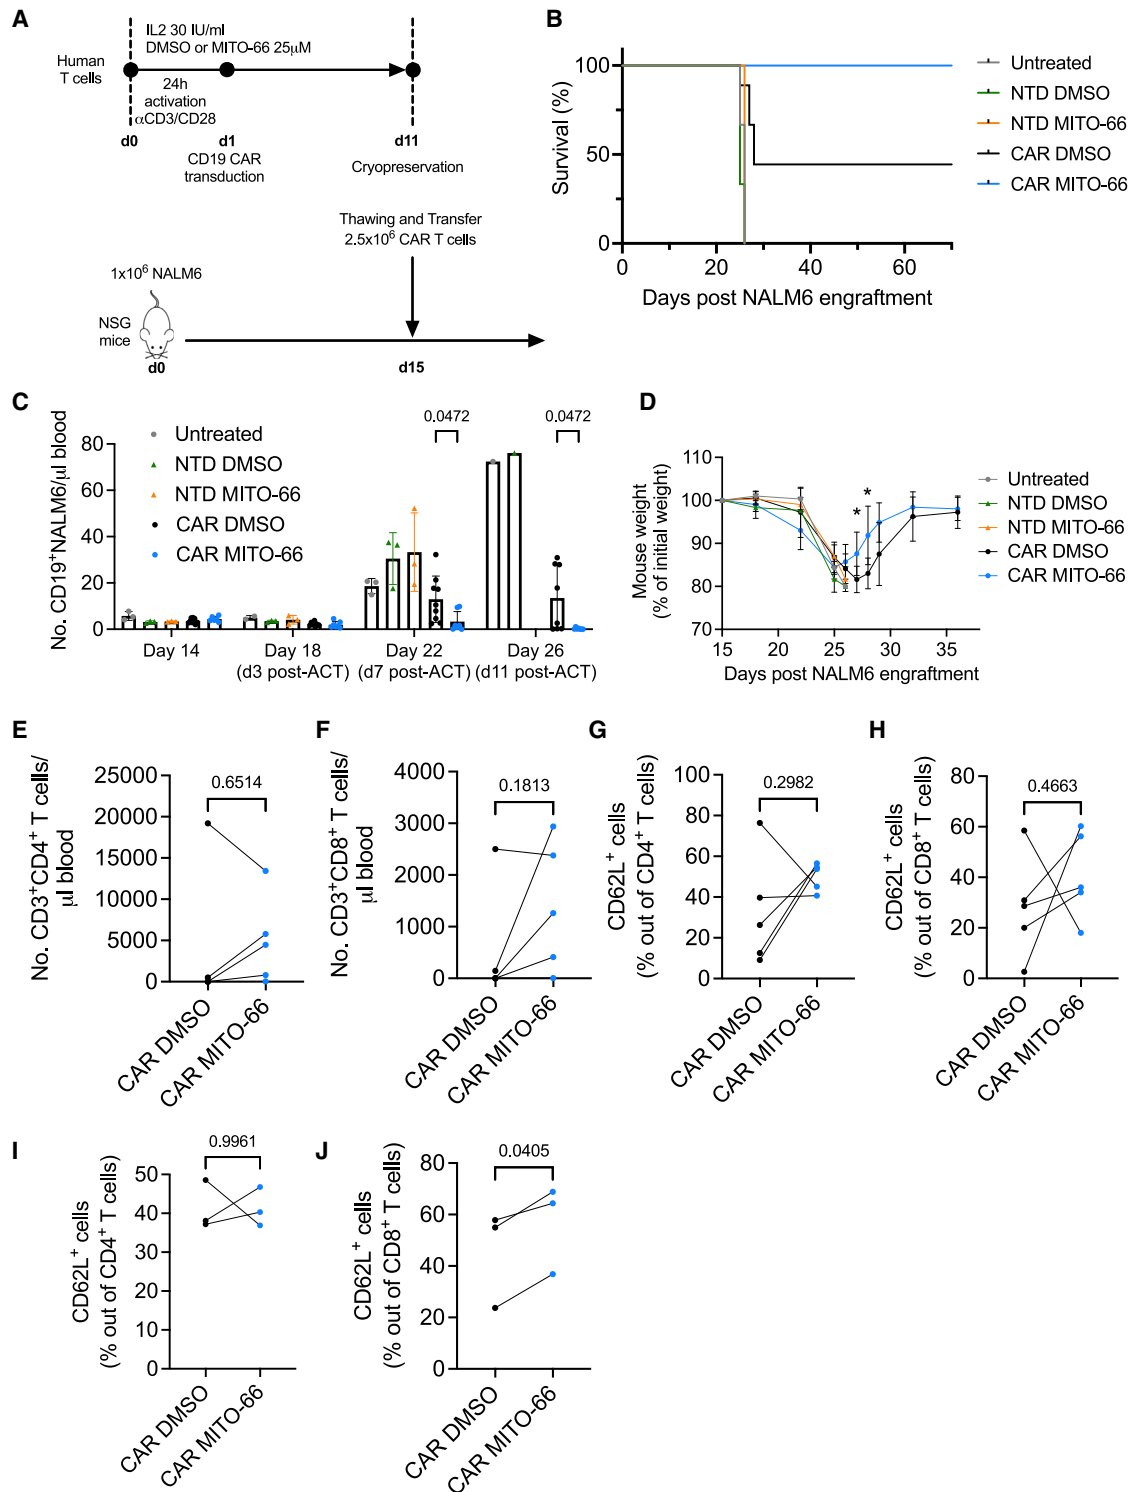 A
IL2 30 IU/ml
DMSO or MITO-66 25μM
Human
T cells
24h
activation
αCD3/CD28
d0
d1
d11
CD19 CAR
transduction
Cryopreservation
Thawing and Transfer
2.5x10⁶ CAR T cells
1x10⁶ NALM6
NSG
mice
d0
d15
B
Survival (%)
100
50
0
0
20
40
60
Days post NALM6 engraftment
Untreated
NTD DMSO
NTD MITO-66
CAR DMSO
CAR MITO-66
C
No. CD19⁺NALM6/μl blood
80
60
40
20
0
Untreated
NTD DMSO
NTD MITO-66
CAR DMSO
CAR MITO-66
0.0472
0.0472
Day 14
Day 18
(d3 post-ACT)
Day 22
(d7 post-ACT)
Day 26
(d11 post-ACT)
D
Mouse weight
(% of initial weight)
110
100
90
80
70
*
*
15
20
25
30
35
Days post NALM6 engraftment
Untreated
NTD DMSO
NTD MITO-66
CAR DMSO
CAR MITO-66
E
No. CD3⁺CD4⁺ T cells/
μl blood
25000
20000
15000
10000
5000
0
0.6514
CAR DMSO
CAR MITO-66
F
No. CD3⁺CD8⁺ T cells/
μl blood
4000
3000
2000
1000
0
0.1813
CAR DMSO
CAR MITO-66
G
CD62L⁺ cells
(% out of CD4⁺ T cells)
100
80
60
40
20
0
0.2982
CAR DMSO
CAR MITO-66
H
CD62L⁺ cells
(% out of CD8⁺ T cells)
80
60
40
20
0
0.4663
CAR DMSO
CAR MITO-66
I
CD62L⁺ cells
(% out of CD4⁺ T cells)
50
40
30
20
10
0
0.9961
CAR DMSO
CAR MITO-66
J
CD62L⁺ cells
(% out of CD8⁺ T cells)
80
60
40
20
0
0.0405
CAR DMSO
CAR MITO-66